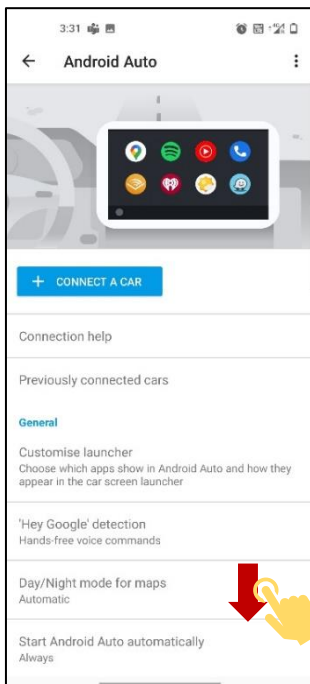 3:31
Android Auto
+ CONNECT A CAR
Connection help
Previously connected cars
General
Customise launcher
Choose which apps show in Android Auto and how they
appear in the car screen launcher
'Hey Google' detection
Hands-free voice commands
Day/Night mode for maps
Automatic
Start Android Auto automatically
Always